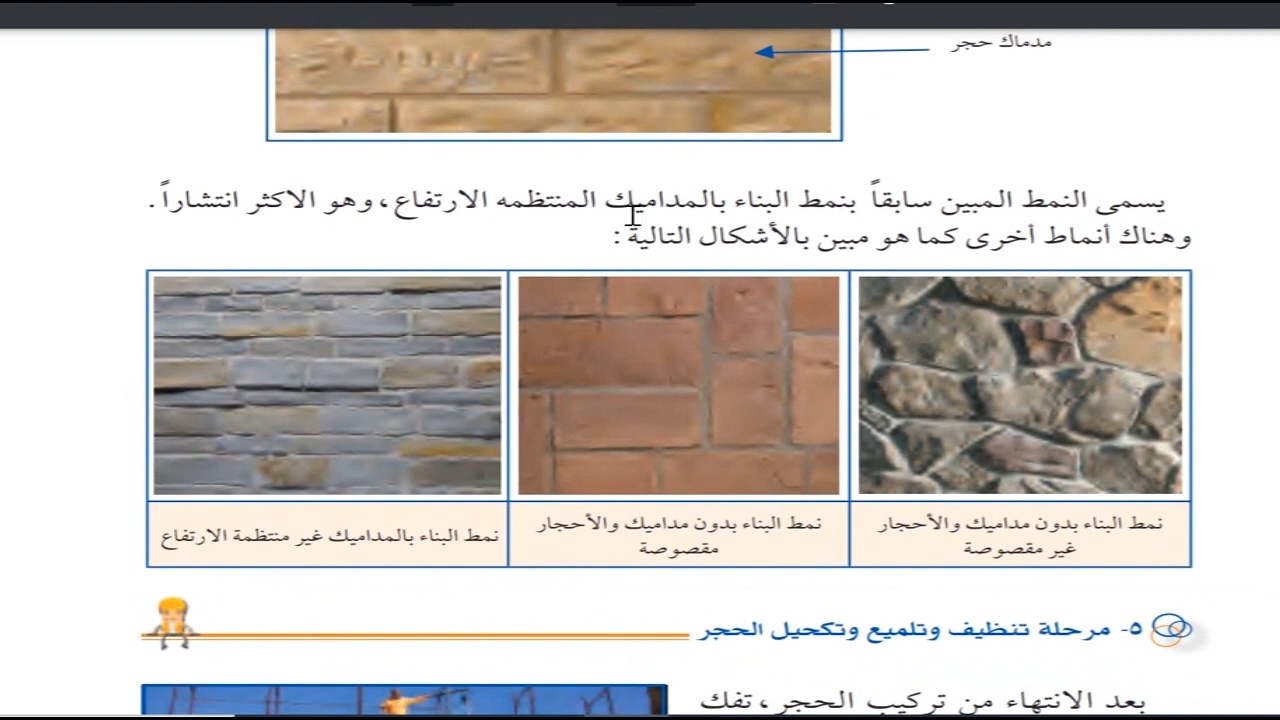 مدماك حجر
يسمى النمط المبين سابقاً بنمط البناء بالمداميك المنتظمه الارتفاع، وهو الاكثر انتشاراً.
وهناك أنماط أخرى كما هو مبين بالأشكال التالية:
نمط البناء بدون مداميك والأحجار
غير مقصوصة
نمط البناء بدون مداميك والأحجار
مقصوصة
نمط البناء بالمداميك غير منتظمة الارتفاع
٥- مرحلة تنظيف وتلميع وتكحيل الحجر
بعد الانتهاء من تركيب الحجر، تفك